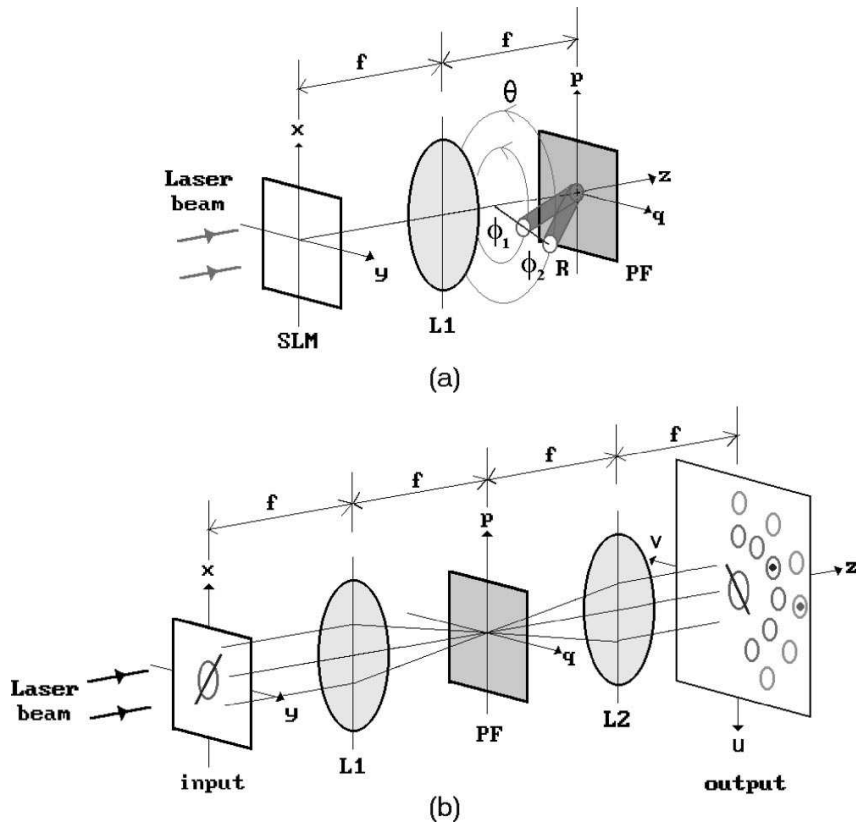 f
f
p
θ
x
Laser
beam
z
q
ϕ₁
R
y
ϕ₂
PF
L1
SLM
(a)
f
f
f
f
p
x
v
z
q
Laser
beam
y
L2
PF
L1
u
input
output
(b)